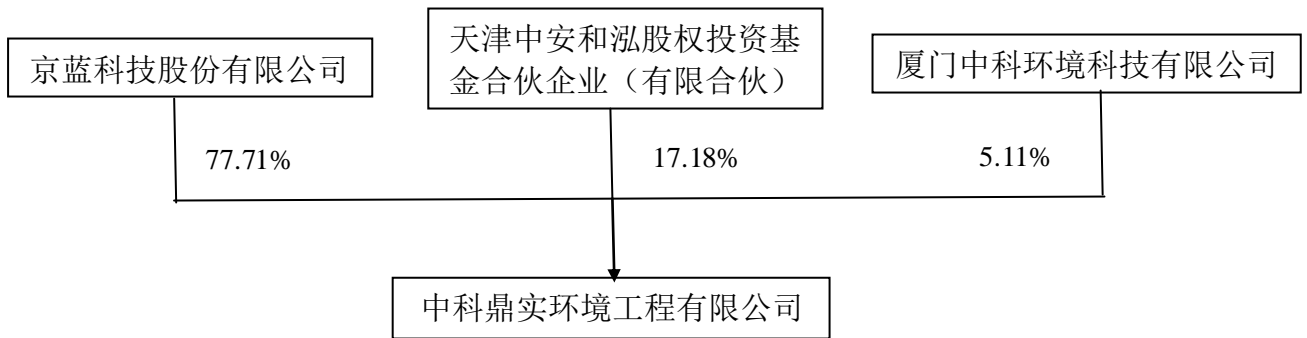 京蓝科技股份有限公司
天津中安和泓股权投资基
金合伙企业（有限合伙）
厦门中科环境科技有限公司
77.71%
17.18%
5.11%
中科鼎实环境工程有限公司